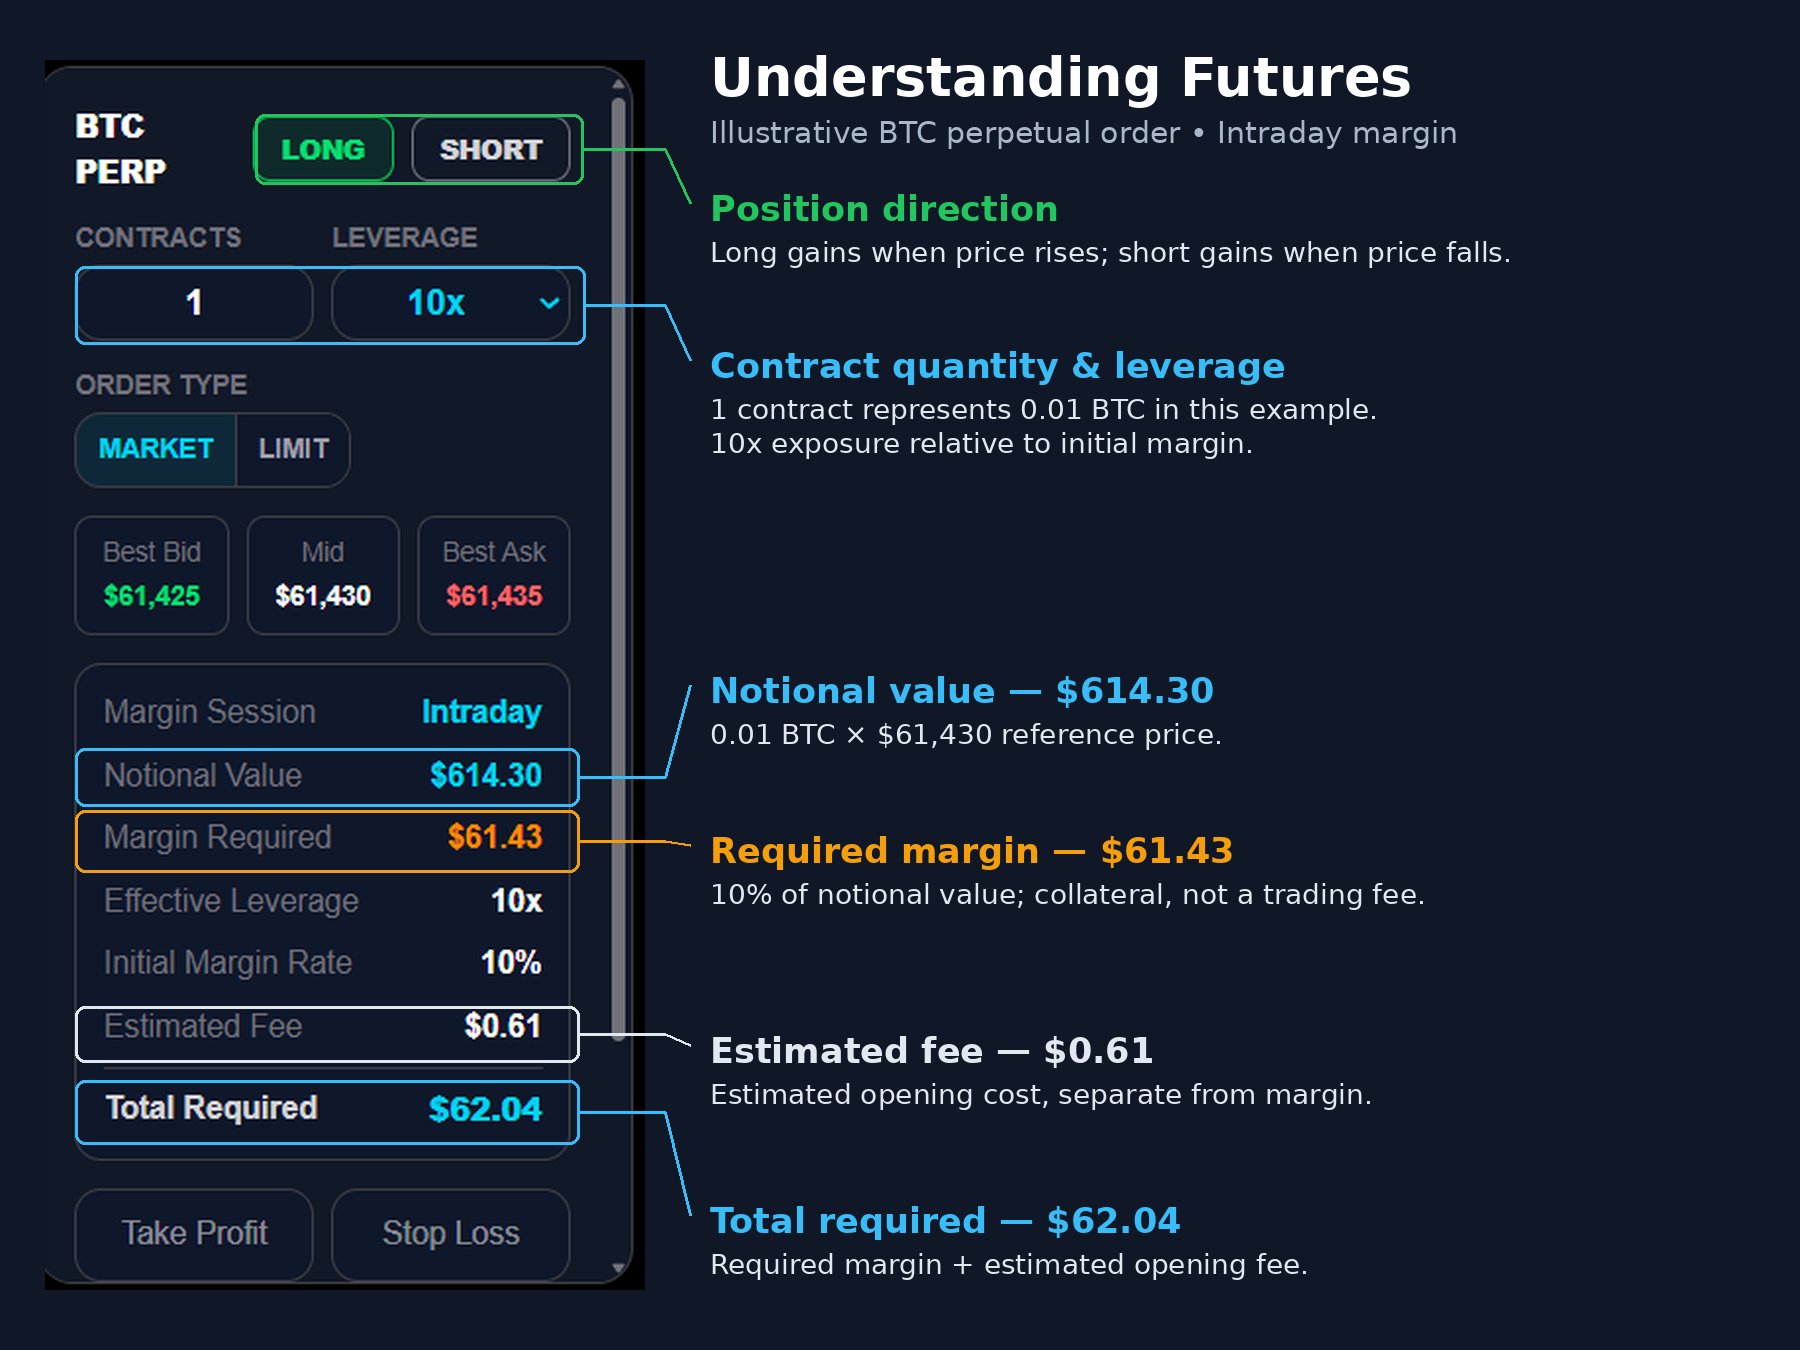 BTC
PERP
LONG
SHORT
CONTRACTS
LEVERAGE
1
10x
ORDER TYPE
MARKET
LIMIT
Best Bid
Mid
Best Ask
$61,425
$61,430
$61,435
Margin Session
Intraday
Notional Value
$614.30
Margin Required
$61.43
Effective Leverage
10x
Initial Margin Rate
10%
Estimated Fee
$0.61
Total Required
$62.04
Take Profit
Stop Loss
Understanding Futures
Illustrative BTC perpetual order • Intraday margin
Position direction
Long gains when price rises; short gains when price falls.
Contract quantity & leverage
1 contract represents 0.01 BTC in this example.
10x exposure relative to initial margin.
Notional value — $614.30
0.01 BTC × $61,430 reference price.
Required margin — $61.43
10% of notional value; collateral, not a trading fee.
Estimated fee — $0.61
Estimated opening cost, separate from margin.
Total required — $62.04
Required margin + estimated opening fee.